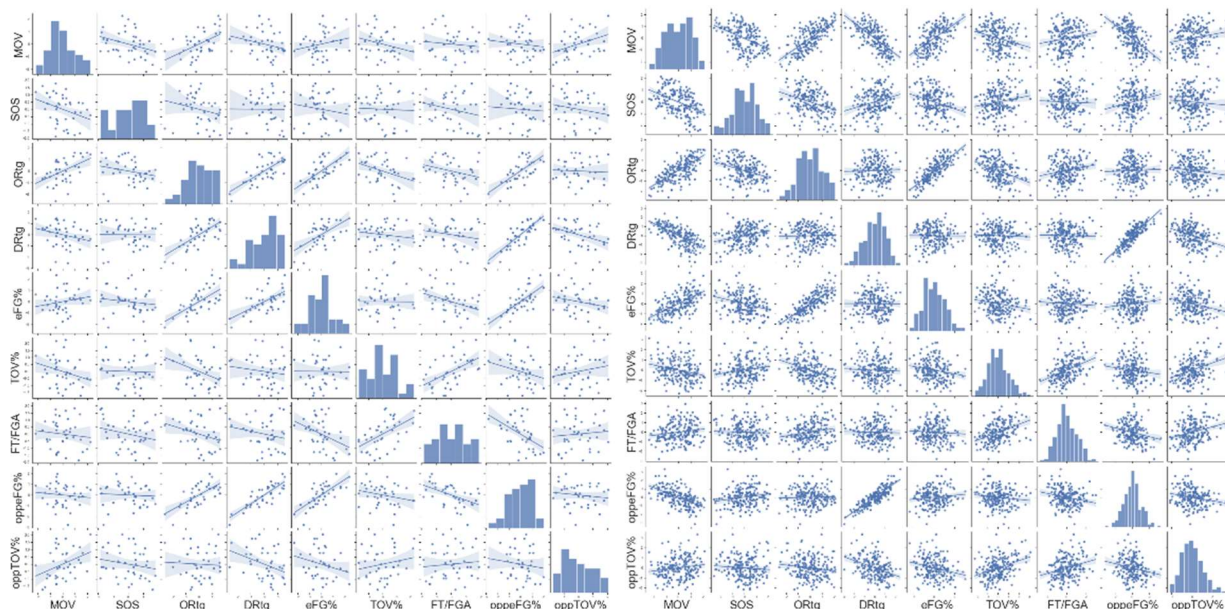 MOV
SOS
ORtg
DRtg
eFG%
TOV%
FT/FGA
oppeFG%
oppTOV%
MOV SOS ORtg DRtg eFG% TOV% FT/FGA oppeFG% oppTOV%
MOV
SOS
ORtg
DRtg
eFG%
TOV%
FT/FGA
oppeFG%
oppTOV%
MOV SOS ORtg DRtg eFG% TOV% FT/FGA oppeFG% oppTOV%